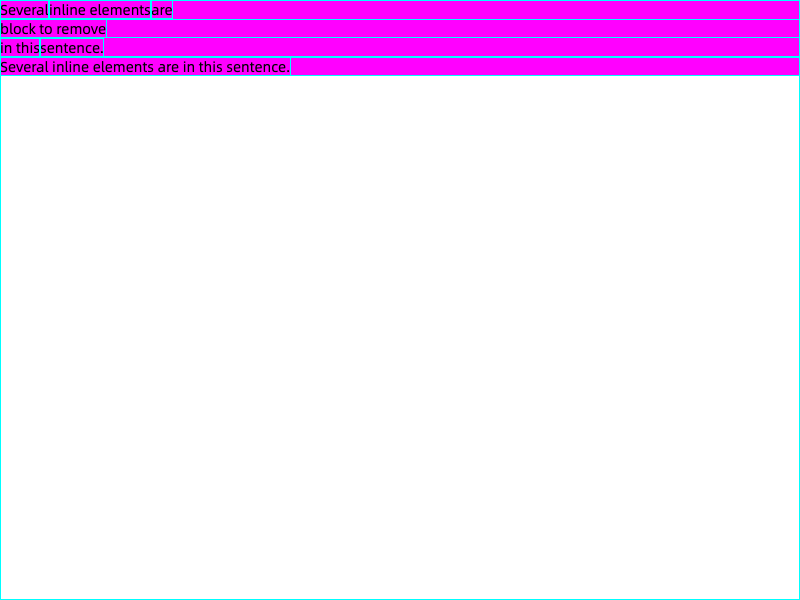 Several inline elements are
block to remove
in this sentence.
Several inline elements are in this sentence.